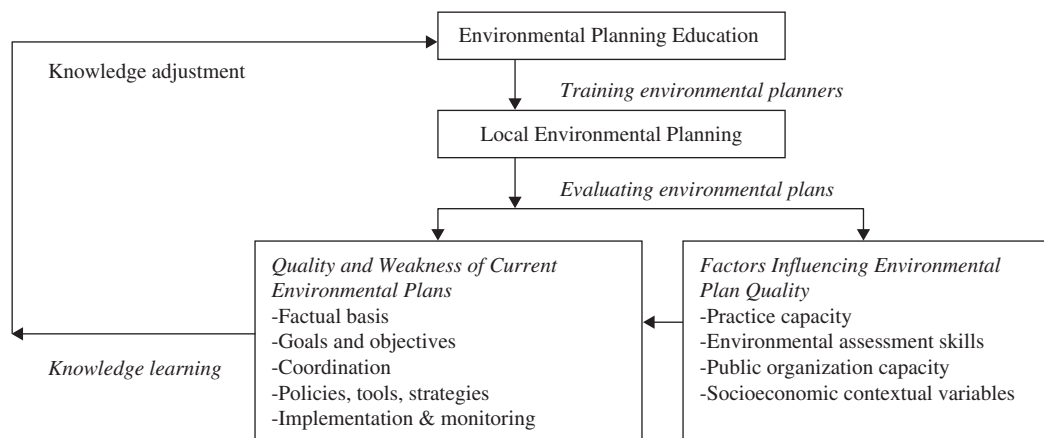 Environmental Planning Education
Knowledge adjustment
Training environmental planners
Local Environmental Planning
Evaluating environmental plans
Quality and Weakness of Current
Environmental Plans
-Factual basis
-Goals and objectives
-Coordination
-Policies, tools, strategies
-Implementation & monitoring
Factors Influencing Environmental
Plan Quality
-Practice capacity
-Environmental assessment skills
-Public organization capacity
-Socioeconomic contextual variables
Knowledge learning